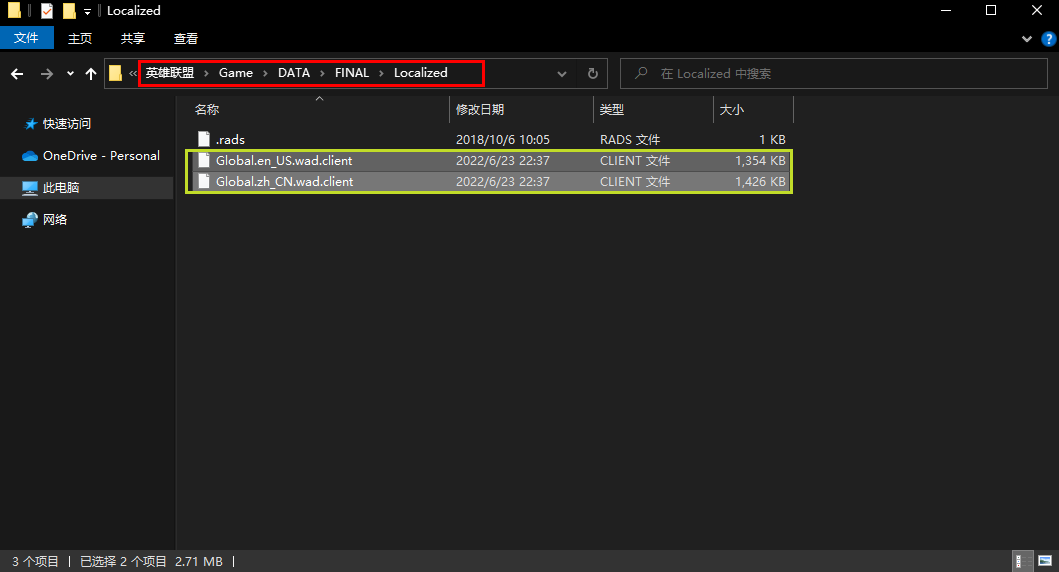 Localized
文件 主页 共享 查看
« 英雄联盟 › Game › DATA › FINAL › Localized 在 Localized 中搜索
名称 修改日期 类型 大小
快速访问
OneDrive - Personal
此电脑
网络
.rads 2018/10/6 10:05 RADS 文件 1 KB
Global.en_US.wad.client 2022/6/23 22:37 CLIENT 文件 1,354 KB
Global.zh_CN.wad.client 2022/6/23 22:37 CLIENT 文件 1,426 KB
3 个项目 已选择 2 个项目 2.71 MB